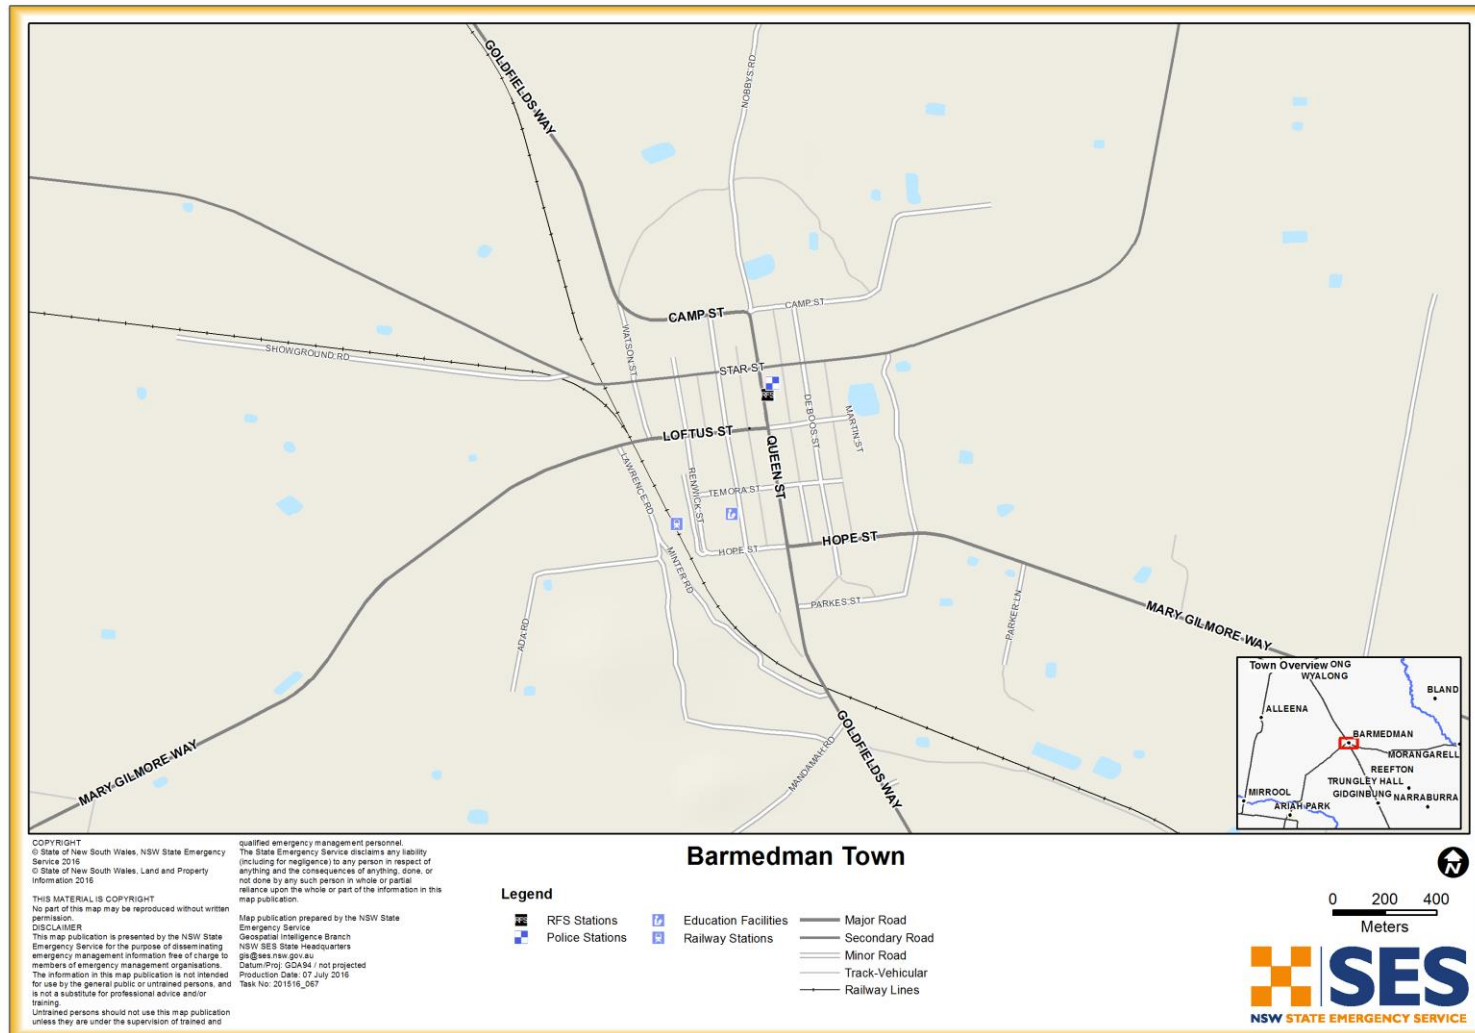 GOLDFIELDS WAY
NOBBYS RD
CAMP ST
CAMP ST
WATSON ST
SHOWGROUND RD
STAR ST
RFS
DE BOOS ST
MARTIN ST
LOFTUS ST
QUEEN ST
LAWRENCE RD
RENWICK ST
TEMORA ST
HOPE ST
HOPE ST
MINTER RD
PARKES ST
ADA RD
PARKER LN
MARY GILMORE WAY
MARY GILMORE WAY
MANDAMAH RD
GOLDFIELDS WAY
Town Overview
ONG
WYALONG
BLAND
ALLEENA
BARMEDMAN
MORANGARELL
REEFTON
TRUNGLEY HALL
MIRROOL
GIDGINBUNG
NARRABURRA
ARIAH PARK
COPYRIGHT
© State of New South Wales, NSW State Emergency
Service 2016
© State of New South Wales, Land and Property
Information 2016
THIS MATERIAL IS COPYRIGHT
No part of this map may be reproduced without written
permission.
DISCLAIMER
This map publication is presented by the NSW State
Emergency Service for the purpose of disseminating
emergency management information free of charge to
members of emergency management organisations.
The information in this map publication is not intended
for use by the general public or untrained persons, and
is not a substitute for professional advice and/or
training.
Untrained persons should not use this map publication
unless they are under the supervision of trained and
qualified emergency management personnel.
The State Emergency Service disclaims any liability
(including for negligence) to any person in respect of
anything and the consequences of anything, done, or
not done by any such person in whole or partial
reliance upon the whole or part of the information in this
map publication.
Map publication prepared by the NSW State
Emergency Service
Geospatial Intelligence Branch
NSW SES State Headquarters
gis@ses.nsw.gov.au
Datum/Proj: GDA94 / not projected
Production Date: 07 July 2016
Task No: 201516_067
Barmedman Town
Legend
RFS
RFS Stations
Police Stations
Education Facilities
Railway Stations
Major Road
Secondary Road
Minor Road
Track-Vehicular
Railway Lines
N
0 200 400
Meters
SES
NSW STATE EMERGENCY SERVICE